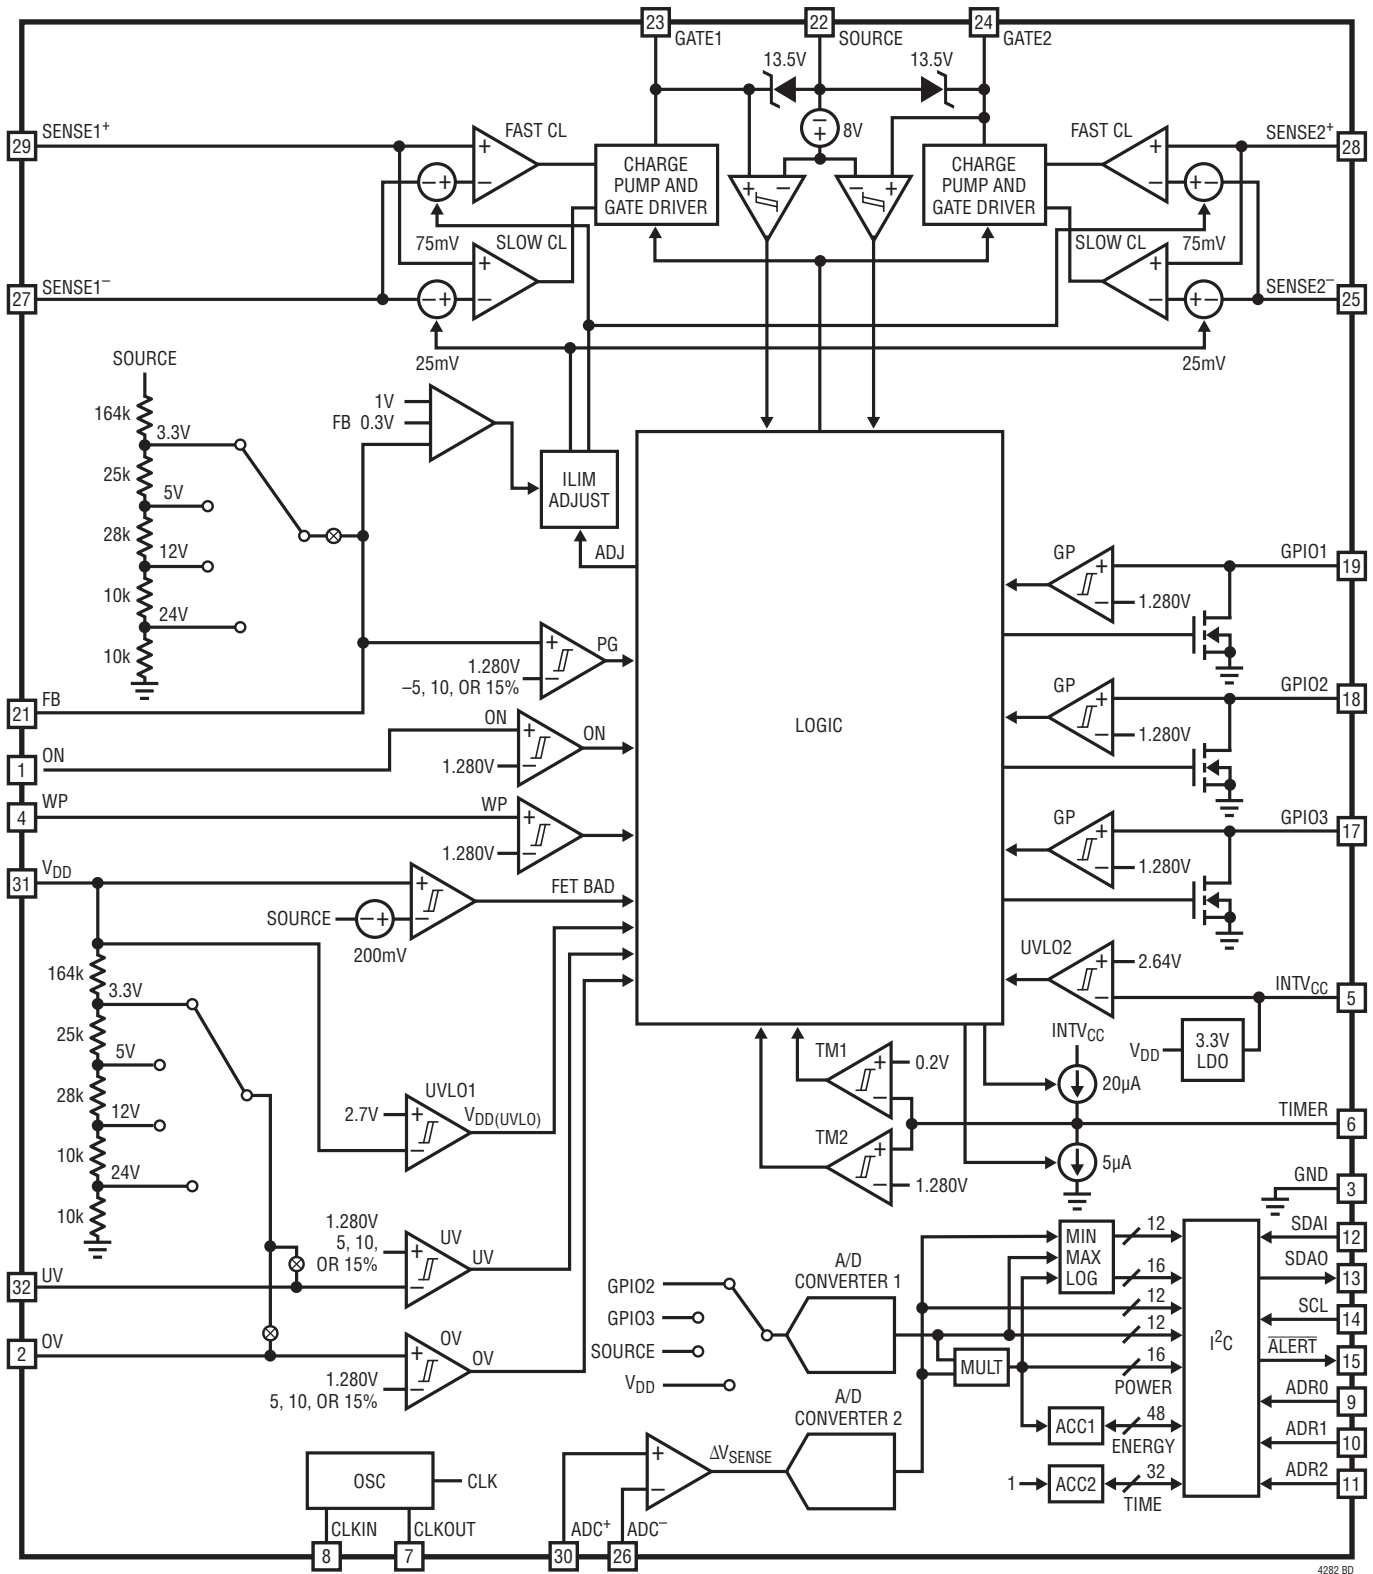 23
GATE1
22
SOURCE
24
GATE2
13.5V
13.5V
8V
29
SENSE1+
FAST CL
CHARGE
PUMP AND
GATE DRIVER
CHARGE
PUMP AND
GATE DRIVER
FAST CL
SENSE2+
28
75mV
SLOW CL
SLOW CL
75mV
27
SENSE1–
SENSE2–
25
25mV
25mV
SOURCE
164k
3.3V
25k
5V
28k
12V
10k
24V
10k
1V
FB 0.3V
ILIM
ADJUST
ADJ
LOGIC
PG
1.280V
–5, 10, OR 15%
FB
21
ON
1
ON
1.280V
ON
WP
4
WP
1.280V
VDD
31
SOURCE
200mV
FET BAD
GP
1.280V
GPIO1
19
GP
1.280V
GPIO2
18
GP
1.280V
GPIO3
17
UVLO2
2.64V
INTVCC
5
VDD
3.3V
LDO
164k
3.3V
25k
5V
28k
12V
10k
24V
10k
UVLO1
2.7V
VDD(UVLO)
TM1
0.2V
TM2
1.280V
INTVCC
20µA
5µA
TIMER
6
GND
3
1.280V
5, 10,
OR 15%
UV
UV
32
UV
2
OV
OV
OV
1.280V
5, 10, OR 15%
GPIO2
GPIO3
SOURCE
VDD
A/D
CONVERTER 1
A/D
CONVERTER 2
MIN
MAX
LOG
12
16
12
12
MULT
16
POWER
ACC1
48
ENERGY
1
ACC2
32
TIME
I2C
SDAI
12
SDAO
13
SCL
14
ALERT
15
ADR0
9
ADR1
10
ADR2
11
OSC
CLK
CLKIN
8
CLKOUT
7
ΔVSENSE
ADC+
30
ADC–
26
4282 BD